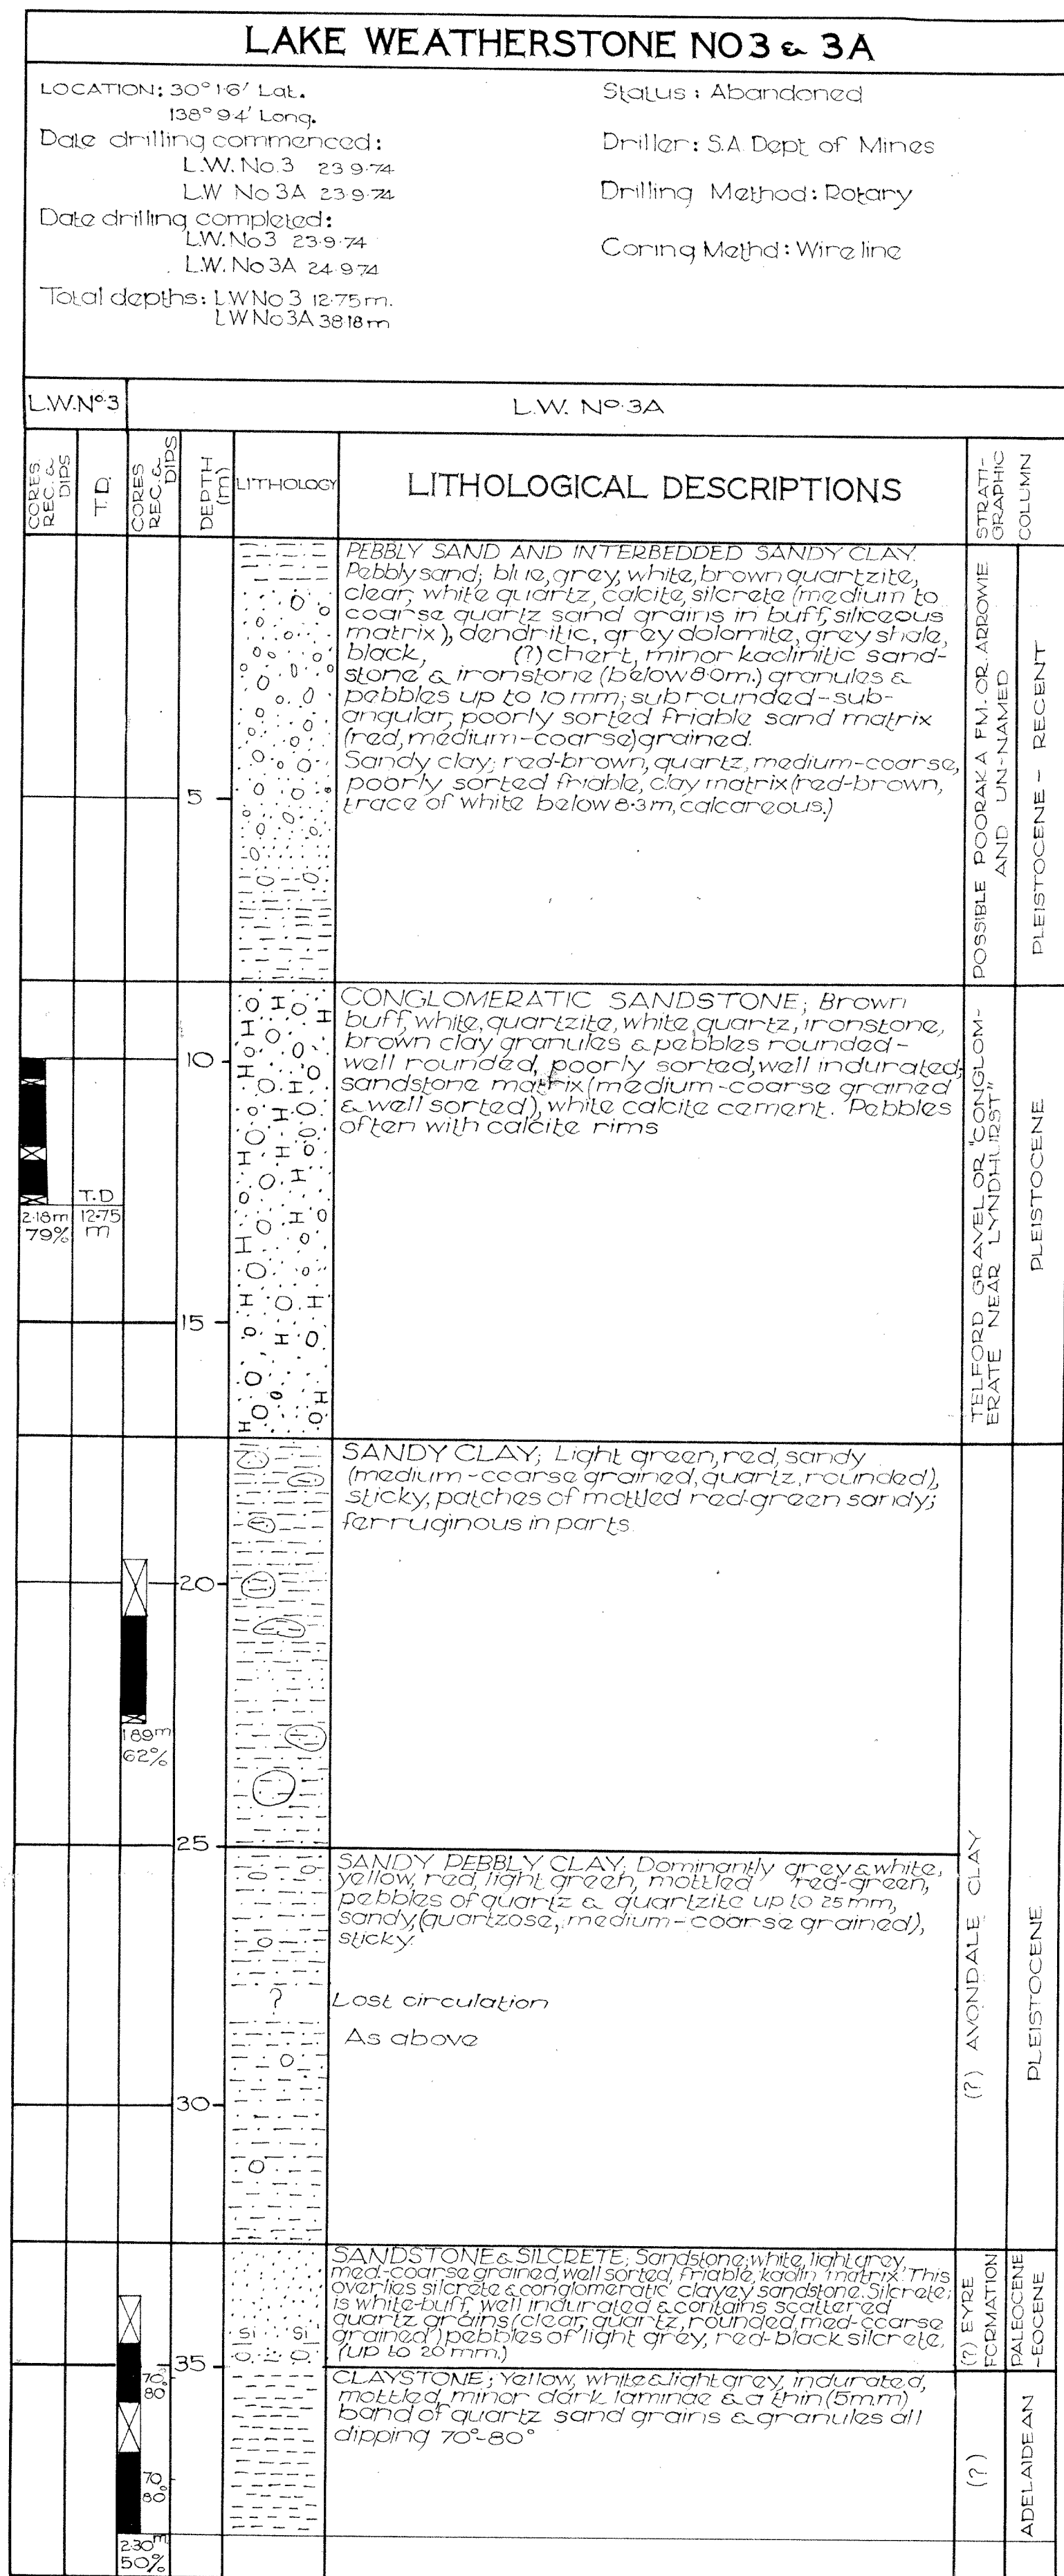 LAKE WEATHERSTONE NO3 & 3A
LOCATION: 30° 1·6′ Lat.
138° 94′ Long.
Date drilling commenced:
L.W. No.3 23 9·74
L.W No 3A 23·9·74
Date drilling completed:
L.W. No3 23·9·74
L.W. No 3A 24·9 74
Total depths: L W No 3 12·75m.
L W No 3A 38 18 m
Status: Abandoned
Driller: S.A. Dept of Mines
Drilling Method: Rotary
Coring Methd: Wire line
L.W. Nº·3
L.W. Nº·3A
CORES.
REC. &
DIPS
T.D.
CORES
REC. &
DIPS
DEPTH
(m)
LITHOLOGY
LITHOLOGICAL DESCRIPTIONS
STRATI-
GRAPHIC
COLUMN
PEBBLY SAND AND INTERBEDDED SANDY CLAY.
Pebbly sand; blue, grey, white, brown quartzite,
clear, white quartz, calcite, silcrete (medium to
coarse quartz sand grains in buff, siliceous
matrix), dendritic, grey dolomite, grey shale,
black, (?) chert, minor kaolinitic sand-
stone & ironstone (below 8·0m.) granules &
pebbles up to 10 mm; subrounded-sub-
angular, poorly sorted friable sand matrix
(red, medium-coarse) grained.
Sandy clay; red-brown, quartz, medium-coarse,
poorly sorted friable, clay matrix (red-brown,
trace of white below 8·3 m, calcareous.)
5
POSSIBLE POORAKA FM. OR ARROWIE
AND UN-NAMED
PLEISTOCENE - RECENT
CONGLOMERATIC SANDSTONE; Brown
buff, white, quartzite, white quartz, ironstone,
brown clay granules & pebbles rounded-
well rounded, poorly sorted, well indurated,
sandstone matrix (medium-coarse grained
& well sorted), white calcite cement. Pebbles
often with calcite rims
10
T.D
2·18m
79%
12·75
m
15
TELFORD GRAVEL OR "CONGLOM-
ERATE NEAR LYNDHURST"
PLEISTOCENE
SANDY CLAY; Light green, red, sandy
(medium-coarse grained, quartz, rounded),
sticky, patches of mottled red-green sandy;
ferruginous in parts.
20
1 89m
62%
25
SANDY PEBBLY CLAY; Dominantly grey & white,
yellow, red, light green, mottled red-green,
pebbles of quartz & quartzite up to 25 mm,
sandy, (quartzose, medium-coarse grained),
sticky.
?
Lost circulation
As above
30
(?) AVONDALE CLAY
PLEISTOCENE
SANDSTONE & SILCRETE; Sandstone; white, light grey,
med-coarse grained, well sorted, friable, kaolin matrix. This
overlies silcrete & conglomeratic clayey sandstone. Silcrete;
is white-buff, well indurated & contains scattered
quartz grains (clear, quartz, rounded, med-coarse
grained) pebbles of light grey, red-black silcrete,
(up to 20 mm.)
si si
35
(?) EYRE
FORMATION
PALEOCENE
-EOCENE
CLAYSTONE; Yellow, white & light grey, indurated,
mottled, minor dark laminae & a thin (5mm)
band of quartz sand grains & granules all
dipping 70°-80°
70°
80
70
80
2·30m
50%
(?)
ADELAIDEAN